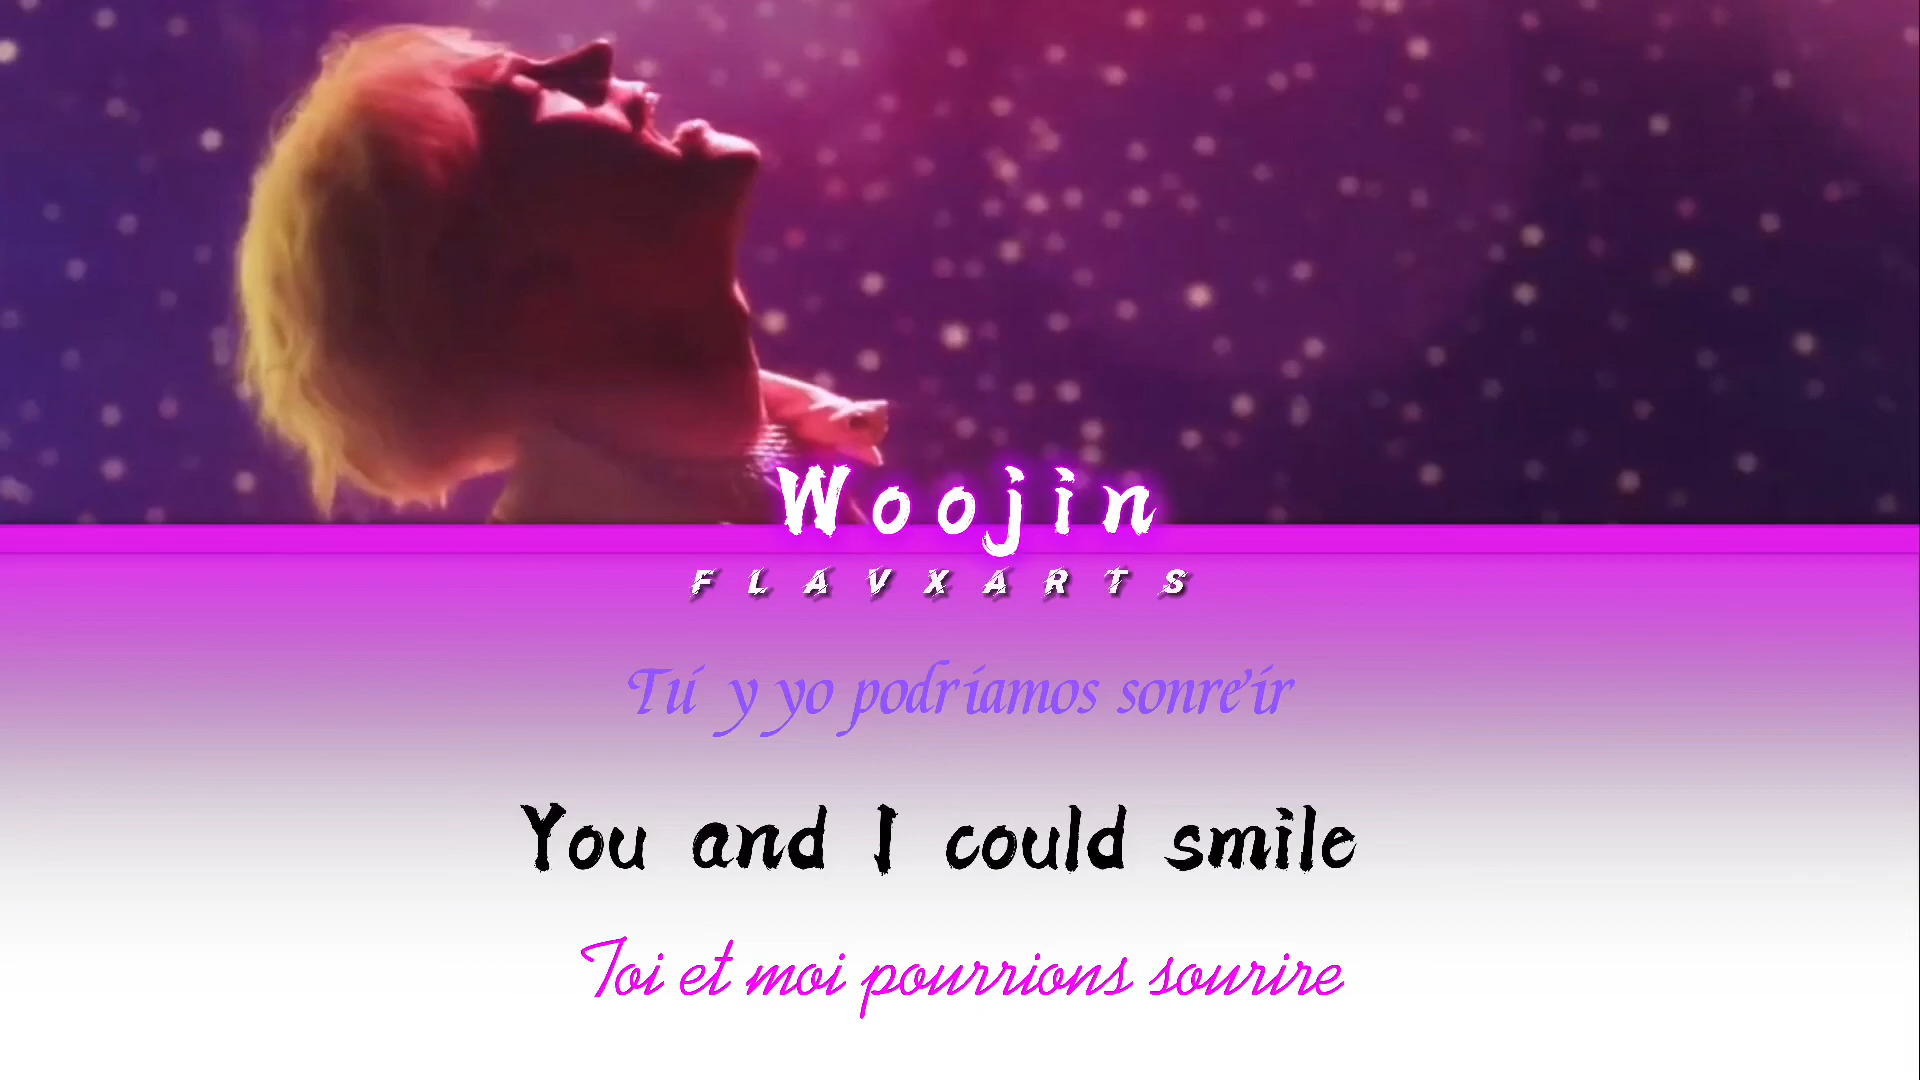 Woojin
FLAVXARTS
Tú y yo podríamos sonreír
You and I could smile
Toi et moi pourrions sourire